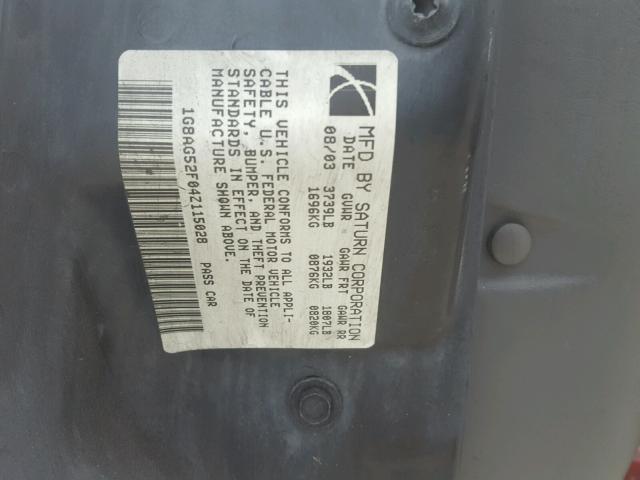 MFD BY SATURN CORPORATION
DATE GVWR GAWR FRT GAWR RR
08/03 3739LB 1932LB 1807LB
1696KG 0876KG 0820KG
THIS VEHICLE CONFORMS TO ALL APPLI-
CABLE U.S. FEDERAL MOTOR VEHICLE
SAFETY, BUMPER, AND THEFT PREVENTION
STANDARDS IN EFFECT ON THE DATE OF
MANUFACTURE SHOWN ABOVE.
1G8AG52F04Z115028 PASS CAR